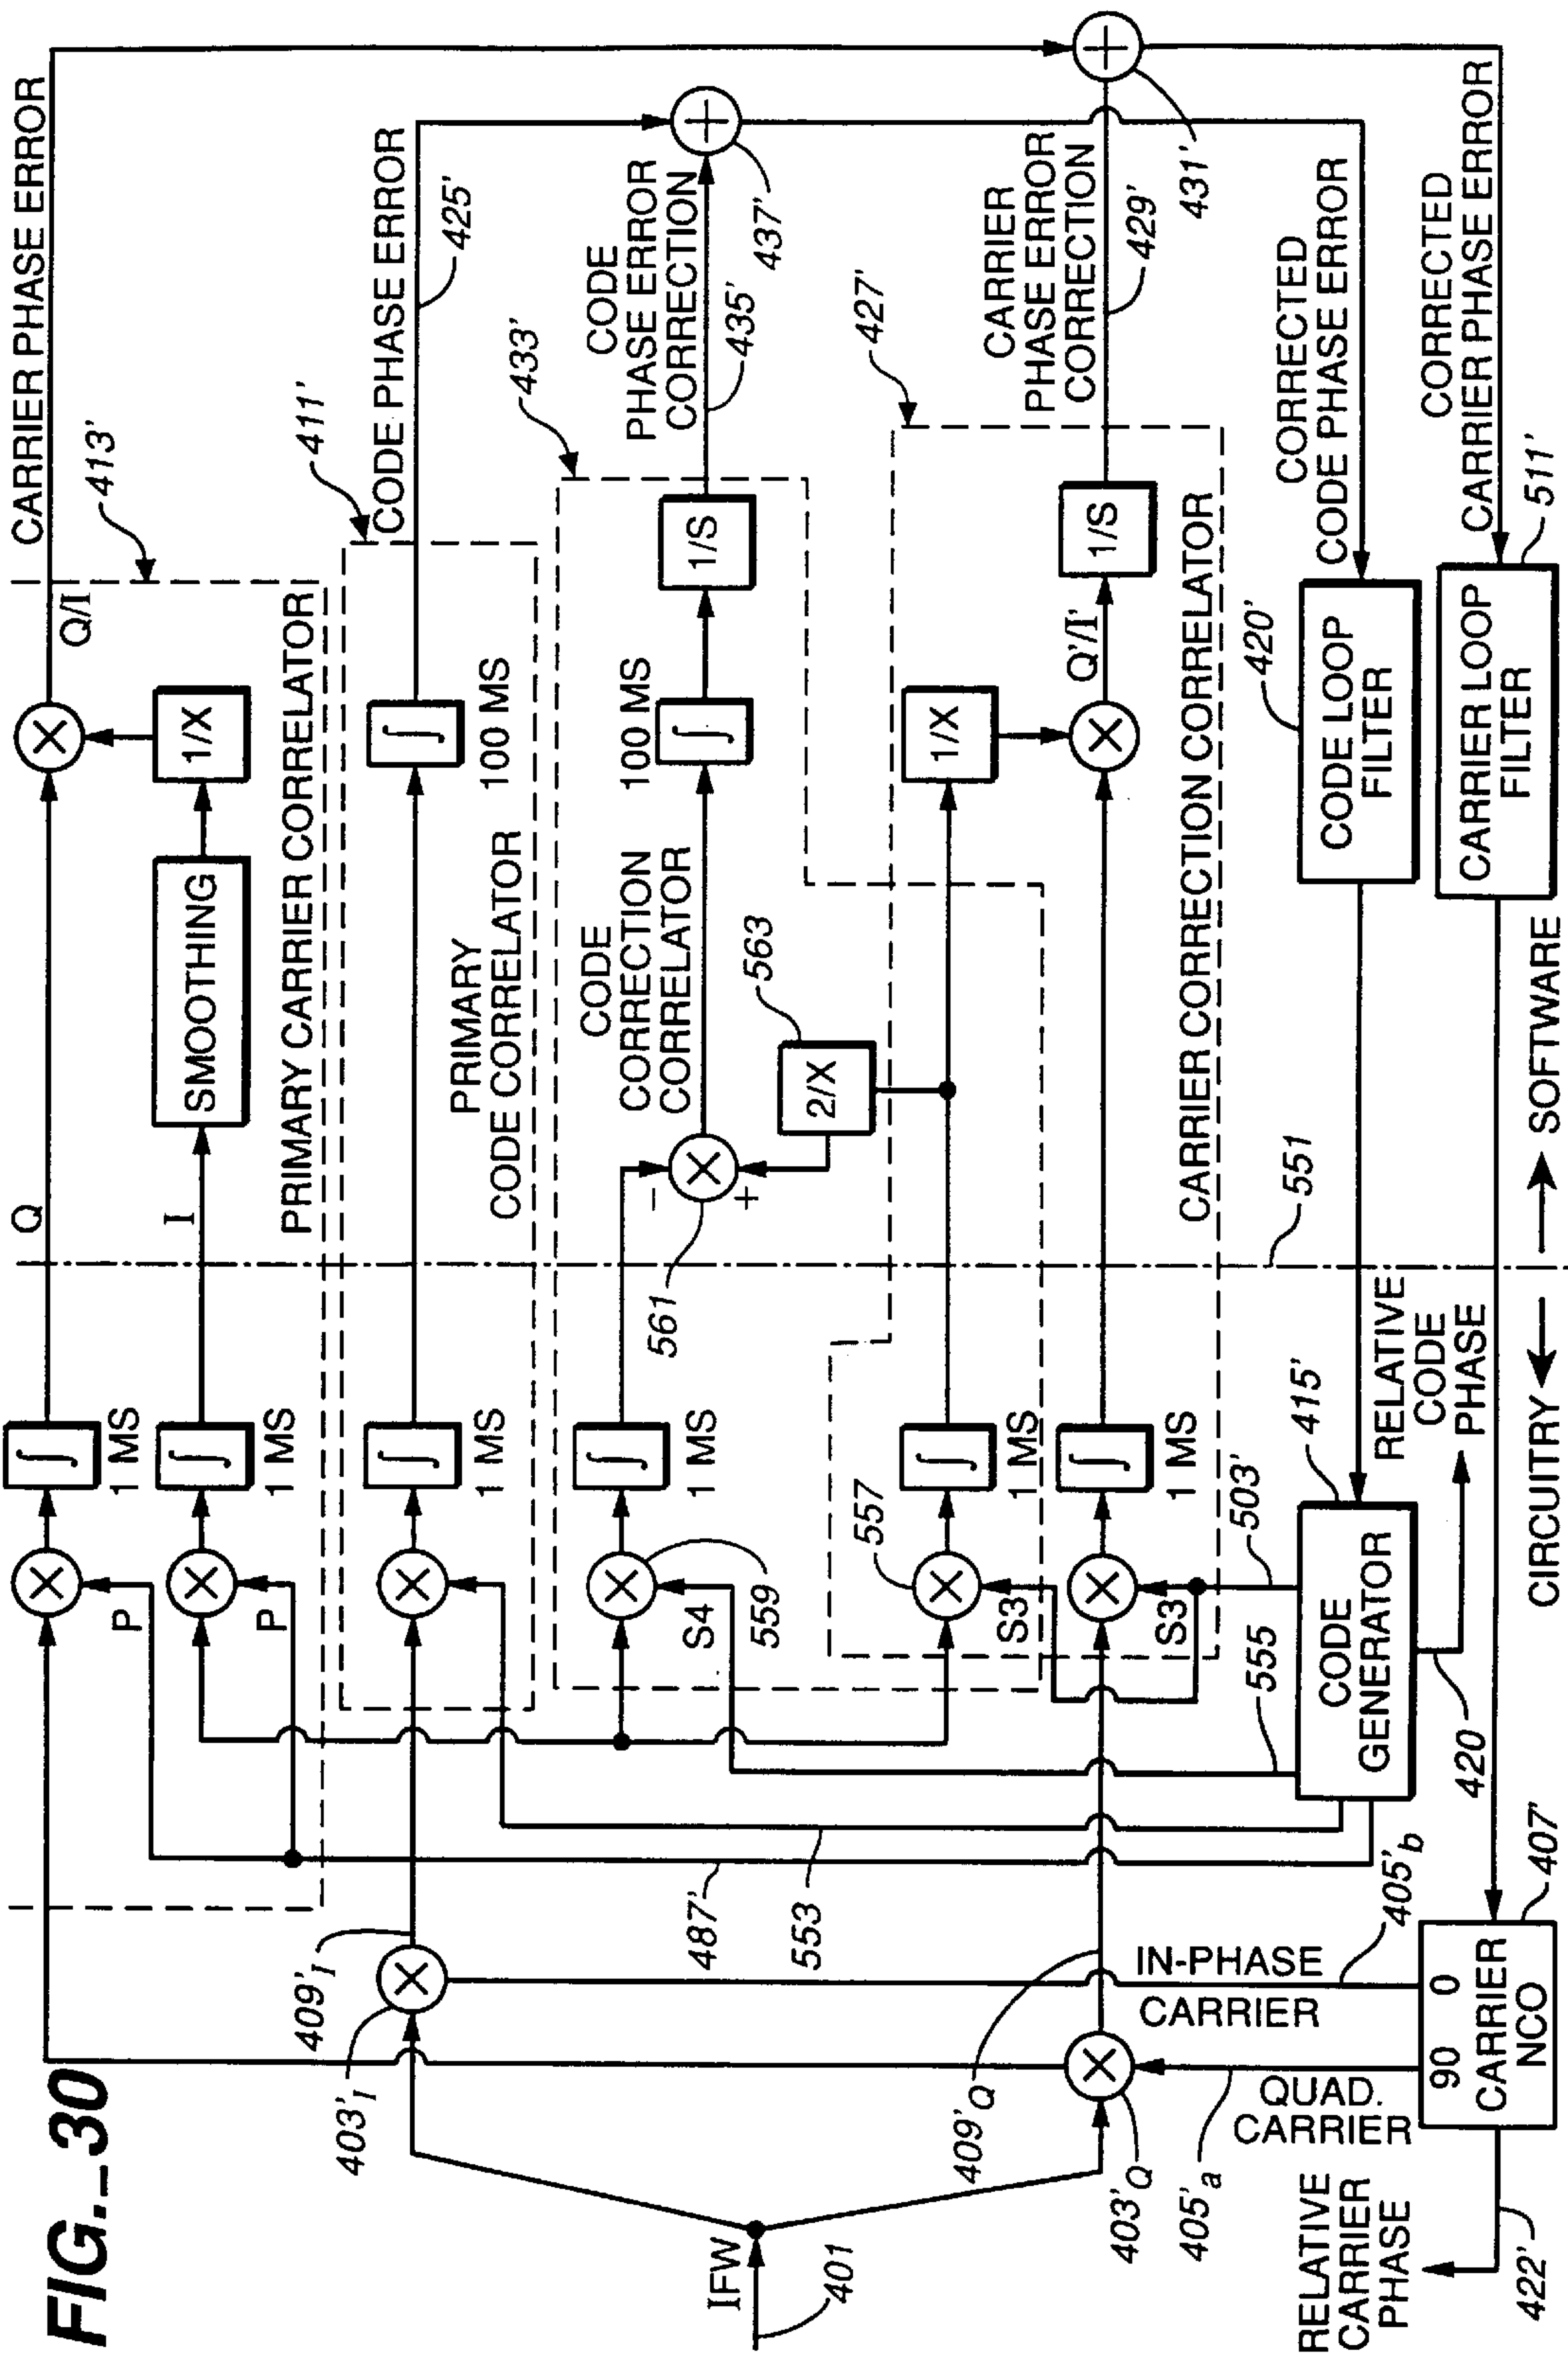 FIG._30
CARRIER PHASE ERROR
Q
Q/I
413'
1 MS
P
I
SMOOTHING
1/X
1 MS
P
PRIMARY CARRIER CORRELATOR
411'
CODE PHASE ERROR
425'
∫
1 MS
∫
100 MS
PRIMARY
CODE CORRELATOR
409'I
403'I
433'
CODE
PHASE ERROR
CORRECTION
435'
437'
∫
1 MS
S4
559
561
−
+
CODE
CORRECTION
CORRELATOR
100 MS
∫
1/S
2/X
563
427'
557
∫
1 MS
S3
1/X
CARRIER
PHASE ERROR
CORRECTION
429'
431'
∫
1 MS
S3
Q'/I'
1/S
CARRIER CORRECTION CORRELATOR
IFW
401
487'
553
555
503'
551
409'Q
403'Q
405'a
QUAD.
CARRIER
IN-PHASE
CARRIER
405'b
90
0
CARRIER
NCO
407'
RELATIVE
CARRIER
PHASE
422'
CODE
GENERATOR
415'
420
RELATIVE
CODE
PHASE
CODE LOOP
FILTER
420'
CORRECTED
CODE PHASE ERROR
CARRIER LOOP
FILTER
511'
CORRECTED
CARRIER PHASE ERROR
CIRCUITRY
SOFTWARE